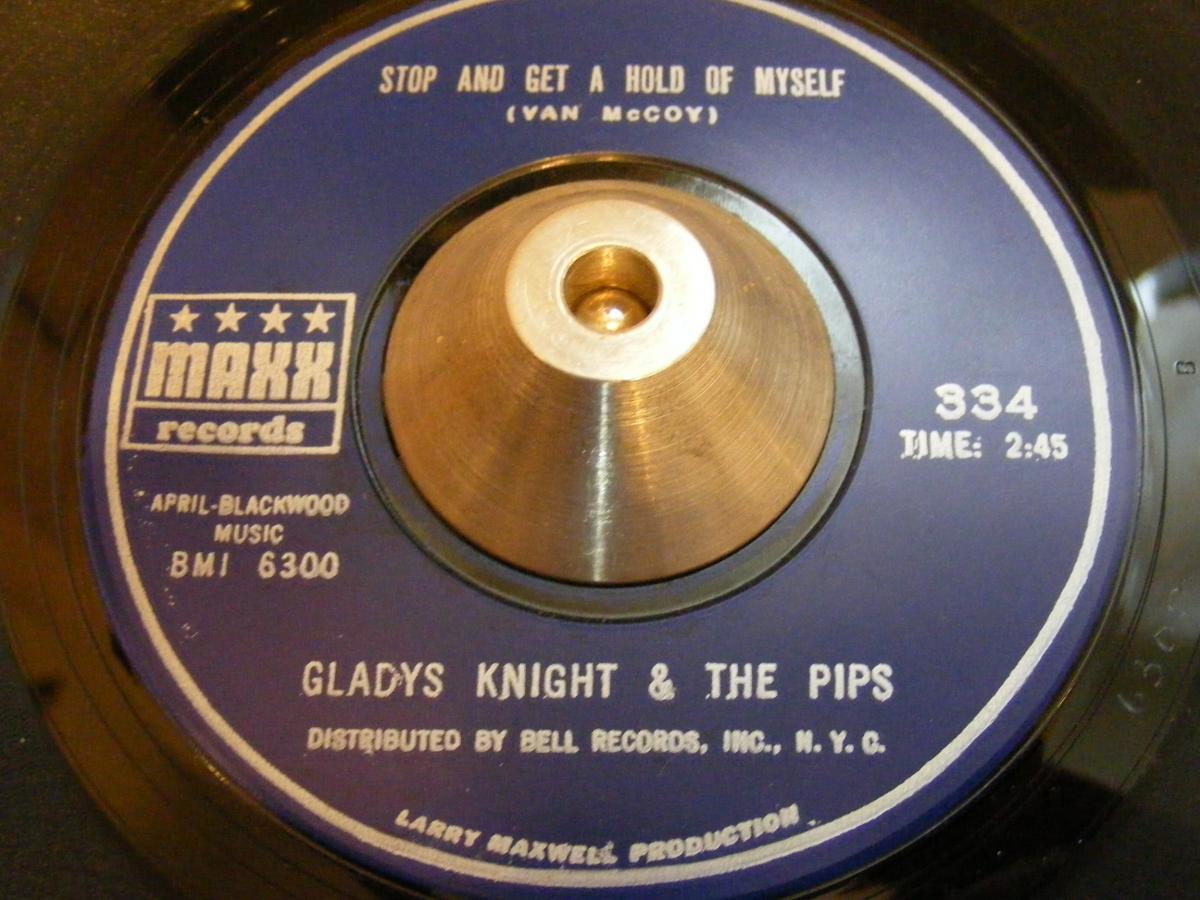 STOP AND GET A HOLD OF MYSELF
(VAN McCOY)
MAXX
records
334
TIME: 2:45
APRIL-BLACKWOOD
MUSIC
BMI 6300
GLADYS KNIGHT & THE PIPS
DISTRIBUTED BY BELL RECORDS, INC., N. Y. C.
LARRY MAXWELL PRODUCTION